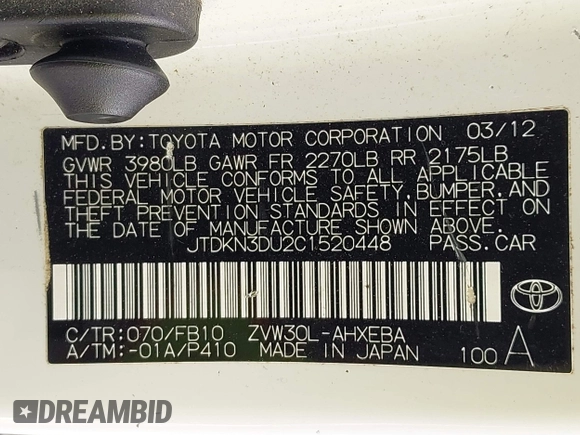 MFD. BY: TOYOTA MOTOR CORPORATION 03/12
GVWR 3980LB GAWR FR 2270LB RR 2175LB
THIS VEHICLE CONFORMS TO ALL APPLICABLE
FEDERAL MOTOR VEHICLE SAFETY, BUMPER, AND
THEFT PREVENTION STANDARDS IN EFFECT ON
THE DATE OF MANUFACTURE SHOWN ABOVE.
JTDKN3DU2C1520448 PASS. CAR
C/TR: 070/FB10 ZVW30L-AHXEBA
A/TM: -01A/P410 MADE IN JAPAN 100 A
DREAMBID